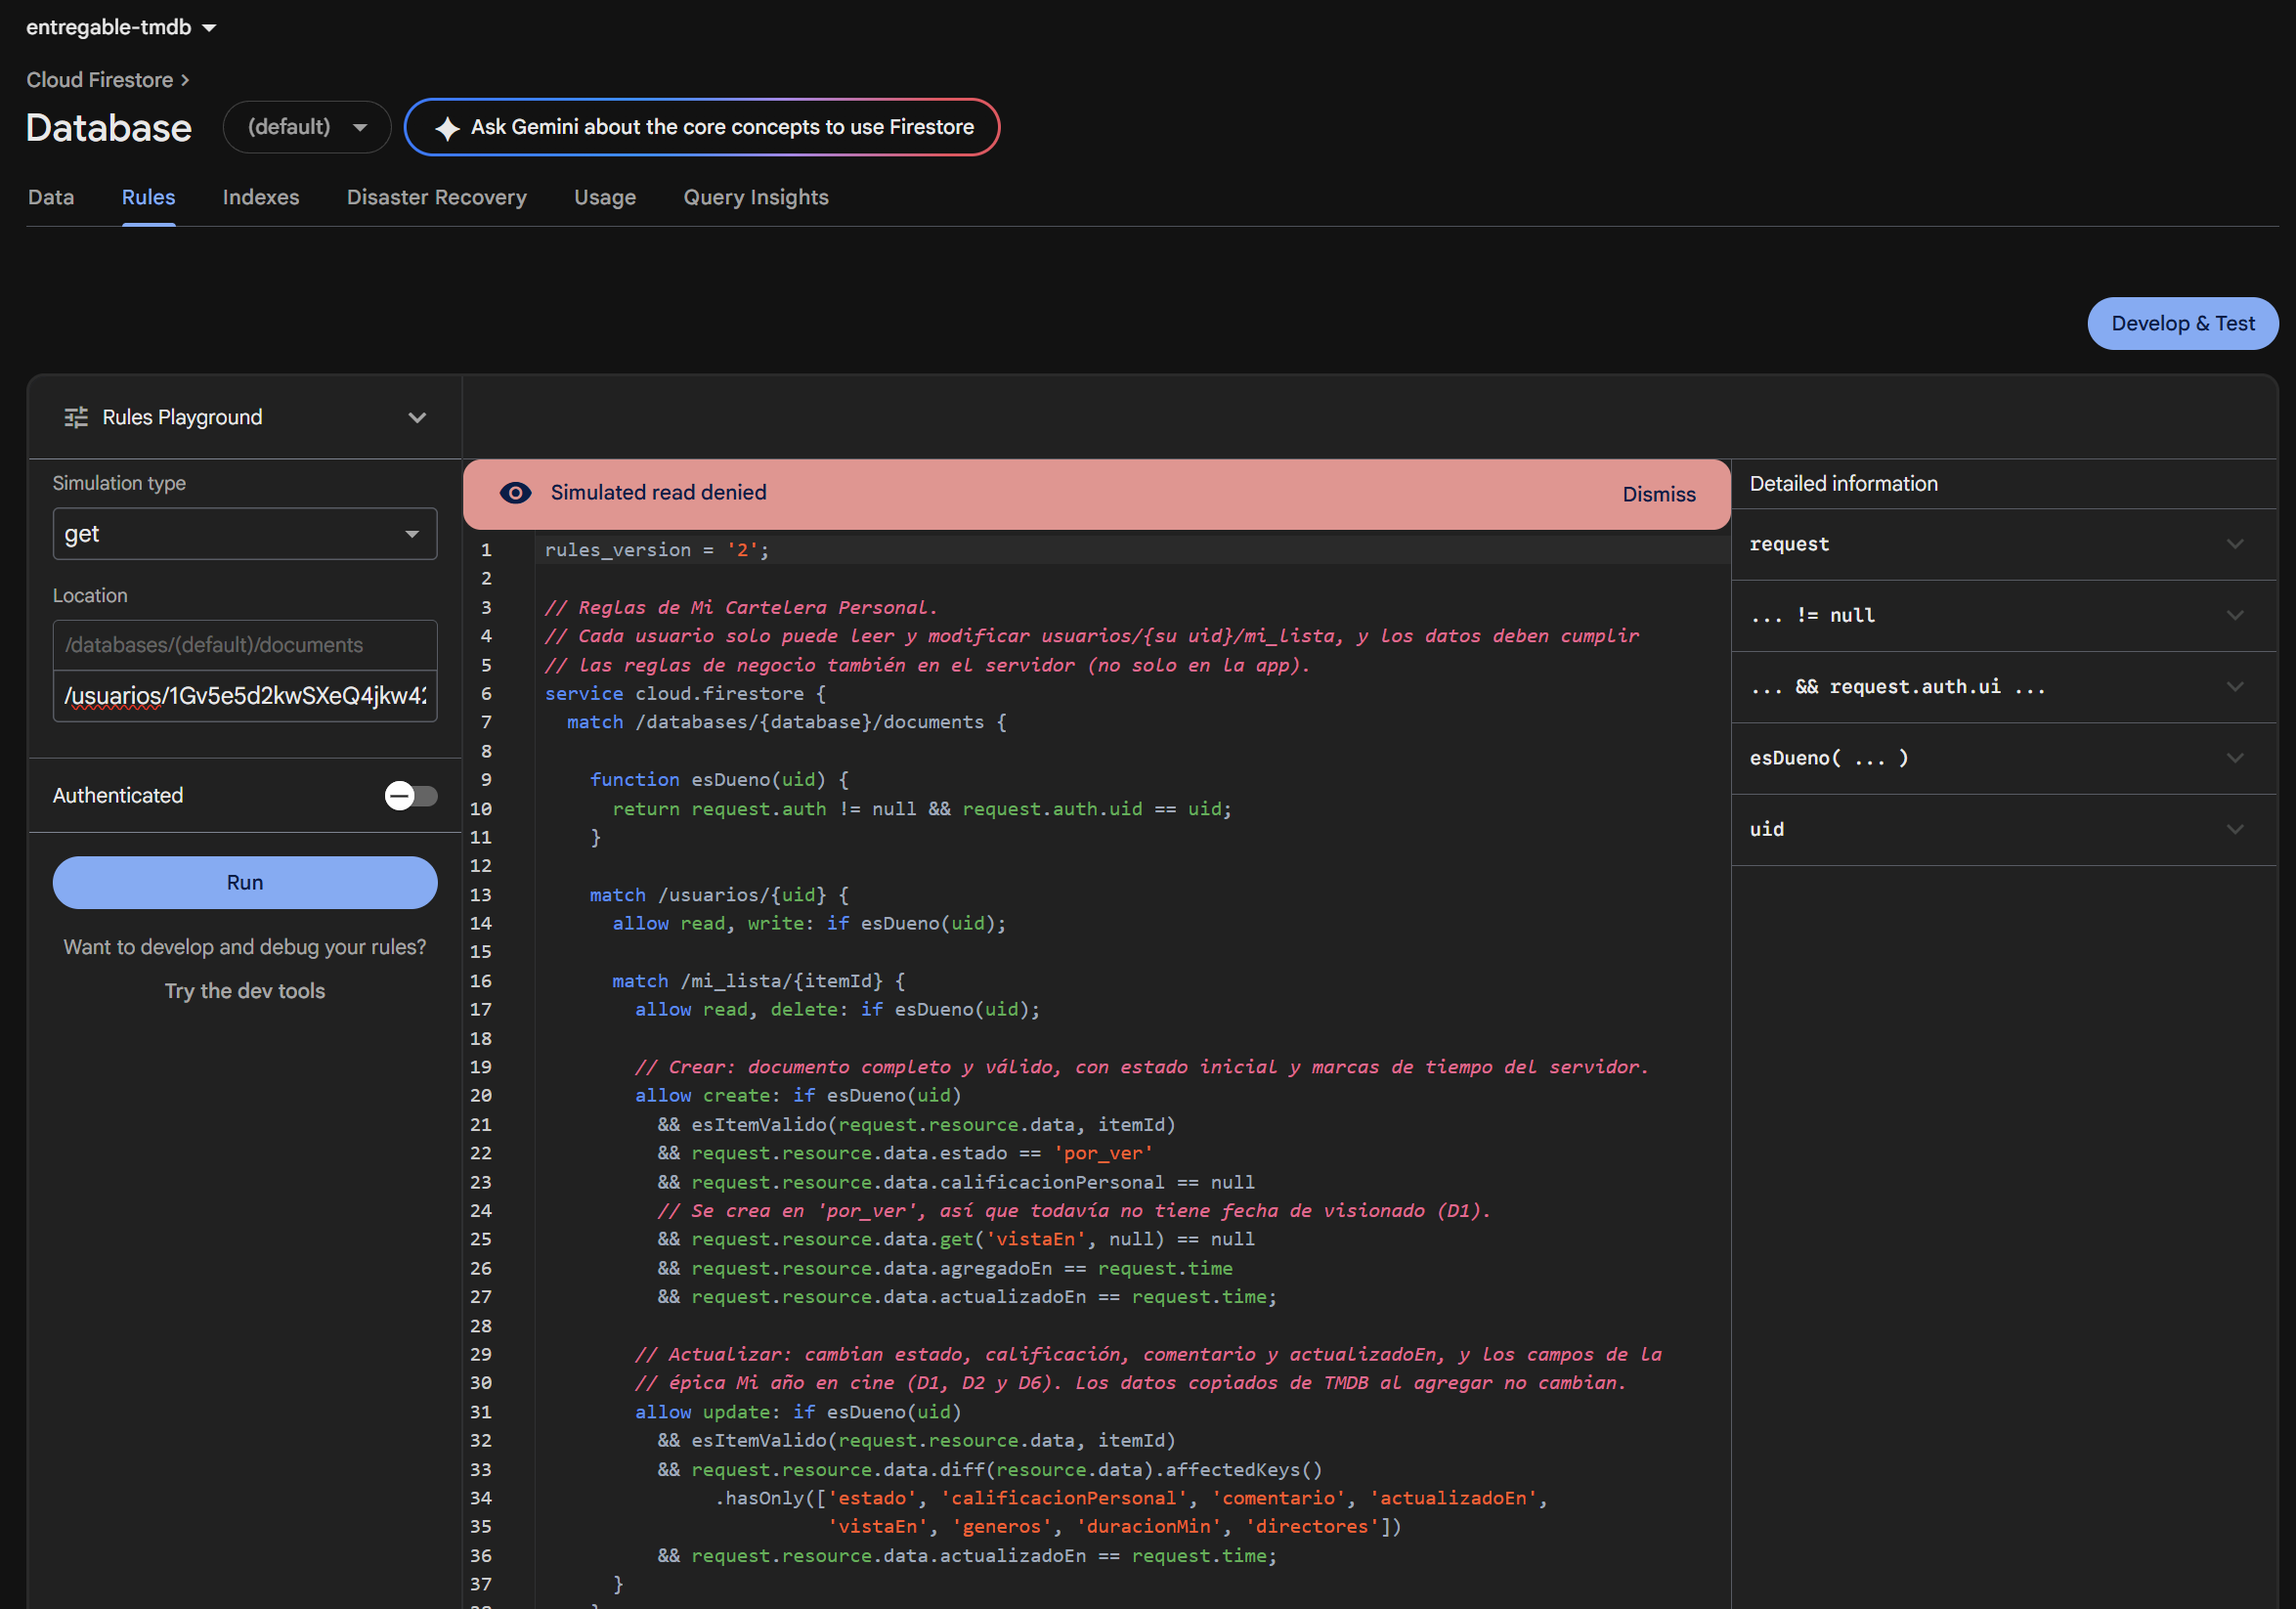 entregable-tmdb
Cloud Firestore
Database
(default)
Ask Gemini about the core concepts to use Firestore
Data
Rules
Indexes
Disaster Recovery
Usage
Query Insights
Develop & Test
Rules Playground
Simulation type
get
Location
/databases/(default)/documents
/usuarios/1Gv5e5d2kwSXeQ4jkw42
Authenticated
Run
Want to develop and debug your rules?
Try the dev tools
Simulated read denied
Dismiss
1 rules_version = '2';
2
3 // Reglas de Mi Cartelera Personal.
4 // Cada usuario solo puede leer y modificar usuarios/{su uid}/mi_lista, y los datos deben cumplir
5 // las reglas de negocio también en el servidor (no solo en la app).
6 service cloud.firestore {
7   match /databases/{database}/documents {
8
9     function esDueno(uid) {
10       return request.auth != null && request.auth.uid == uid;
11     }
12
13     match /usuarios/{uid} {
14       allow read, write: if esDueno(uid);
15
16       match /mi_lista/{itemId} {
17         allow read, delete: if esDueno(uid);
18
19         // Crear: documento completo y válido, con estado inicial y marcas de tiempo del servidor.
20         allow create: if esDueno(uid)
21           && esItemValido(request.resource.data, itemId)
22           && request.resource.data.estado == 'por_ver'
23           && request.resource.data.calificacionPersonal == null
24           // Se crea en 'por_ver', así que todavía no tiene fecha de visionado (D1).
25           && request.resource.data.get('vistaEn', null) == null
26           && request.resource.data.agregadoEn == request.time
27           && request.resource.data.actualizadoEn == request.time;
28
29         // Actualizar: cambian estado, calificación, comentario y actualizadoEn, y los campos de la
30         // épica Mi año en cine (D1, D2 y D6). Los datos copiados de TMDB al agregar no cambian.
31         allow update: if esDueno(uid)
32           && esItemValido(request.resource.data, itemId)
33           && request.resource.data.diff(resource.data).affectedKeys()
34                .hasOnly(['estado', 'calificacionPersonal', 'comentario', 'actualizadoEn',
35                          'vistaEn', 'generos', 'duracionMin', 'directores'])
36           && request.resource.data.actualizadoEn == request.time;
37       }
Detailed information
request
... != null
... && request.auth.ui ...
esDueno( ... )
uid